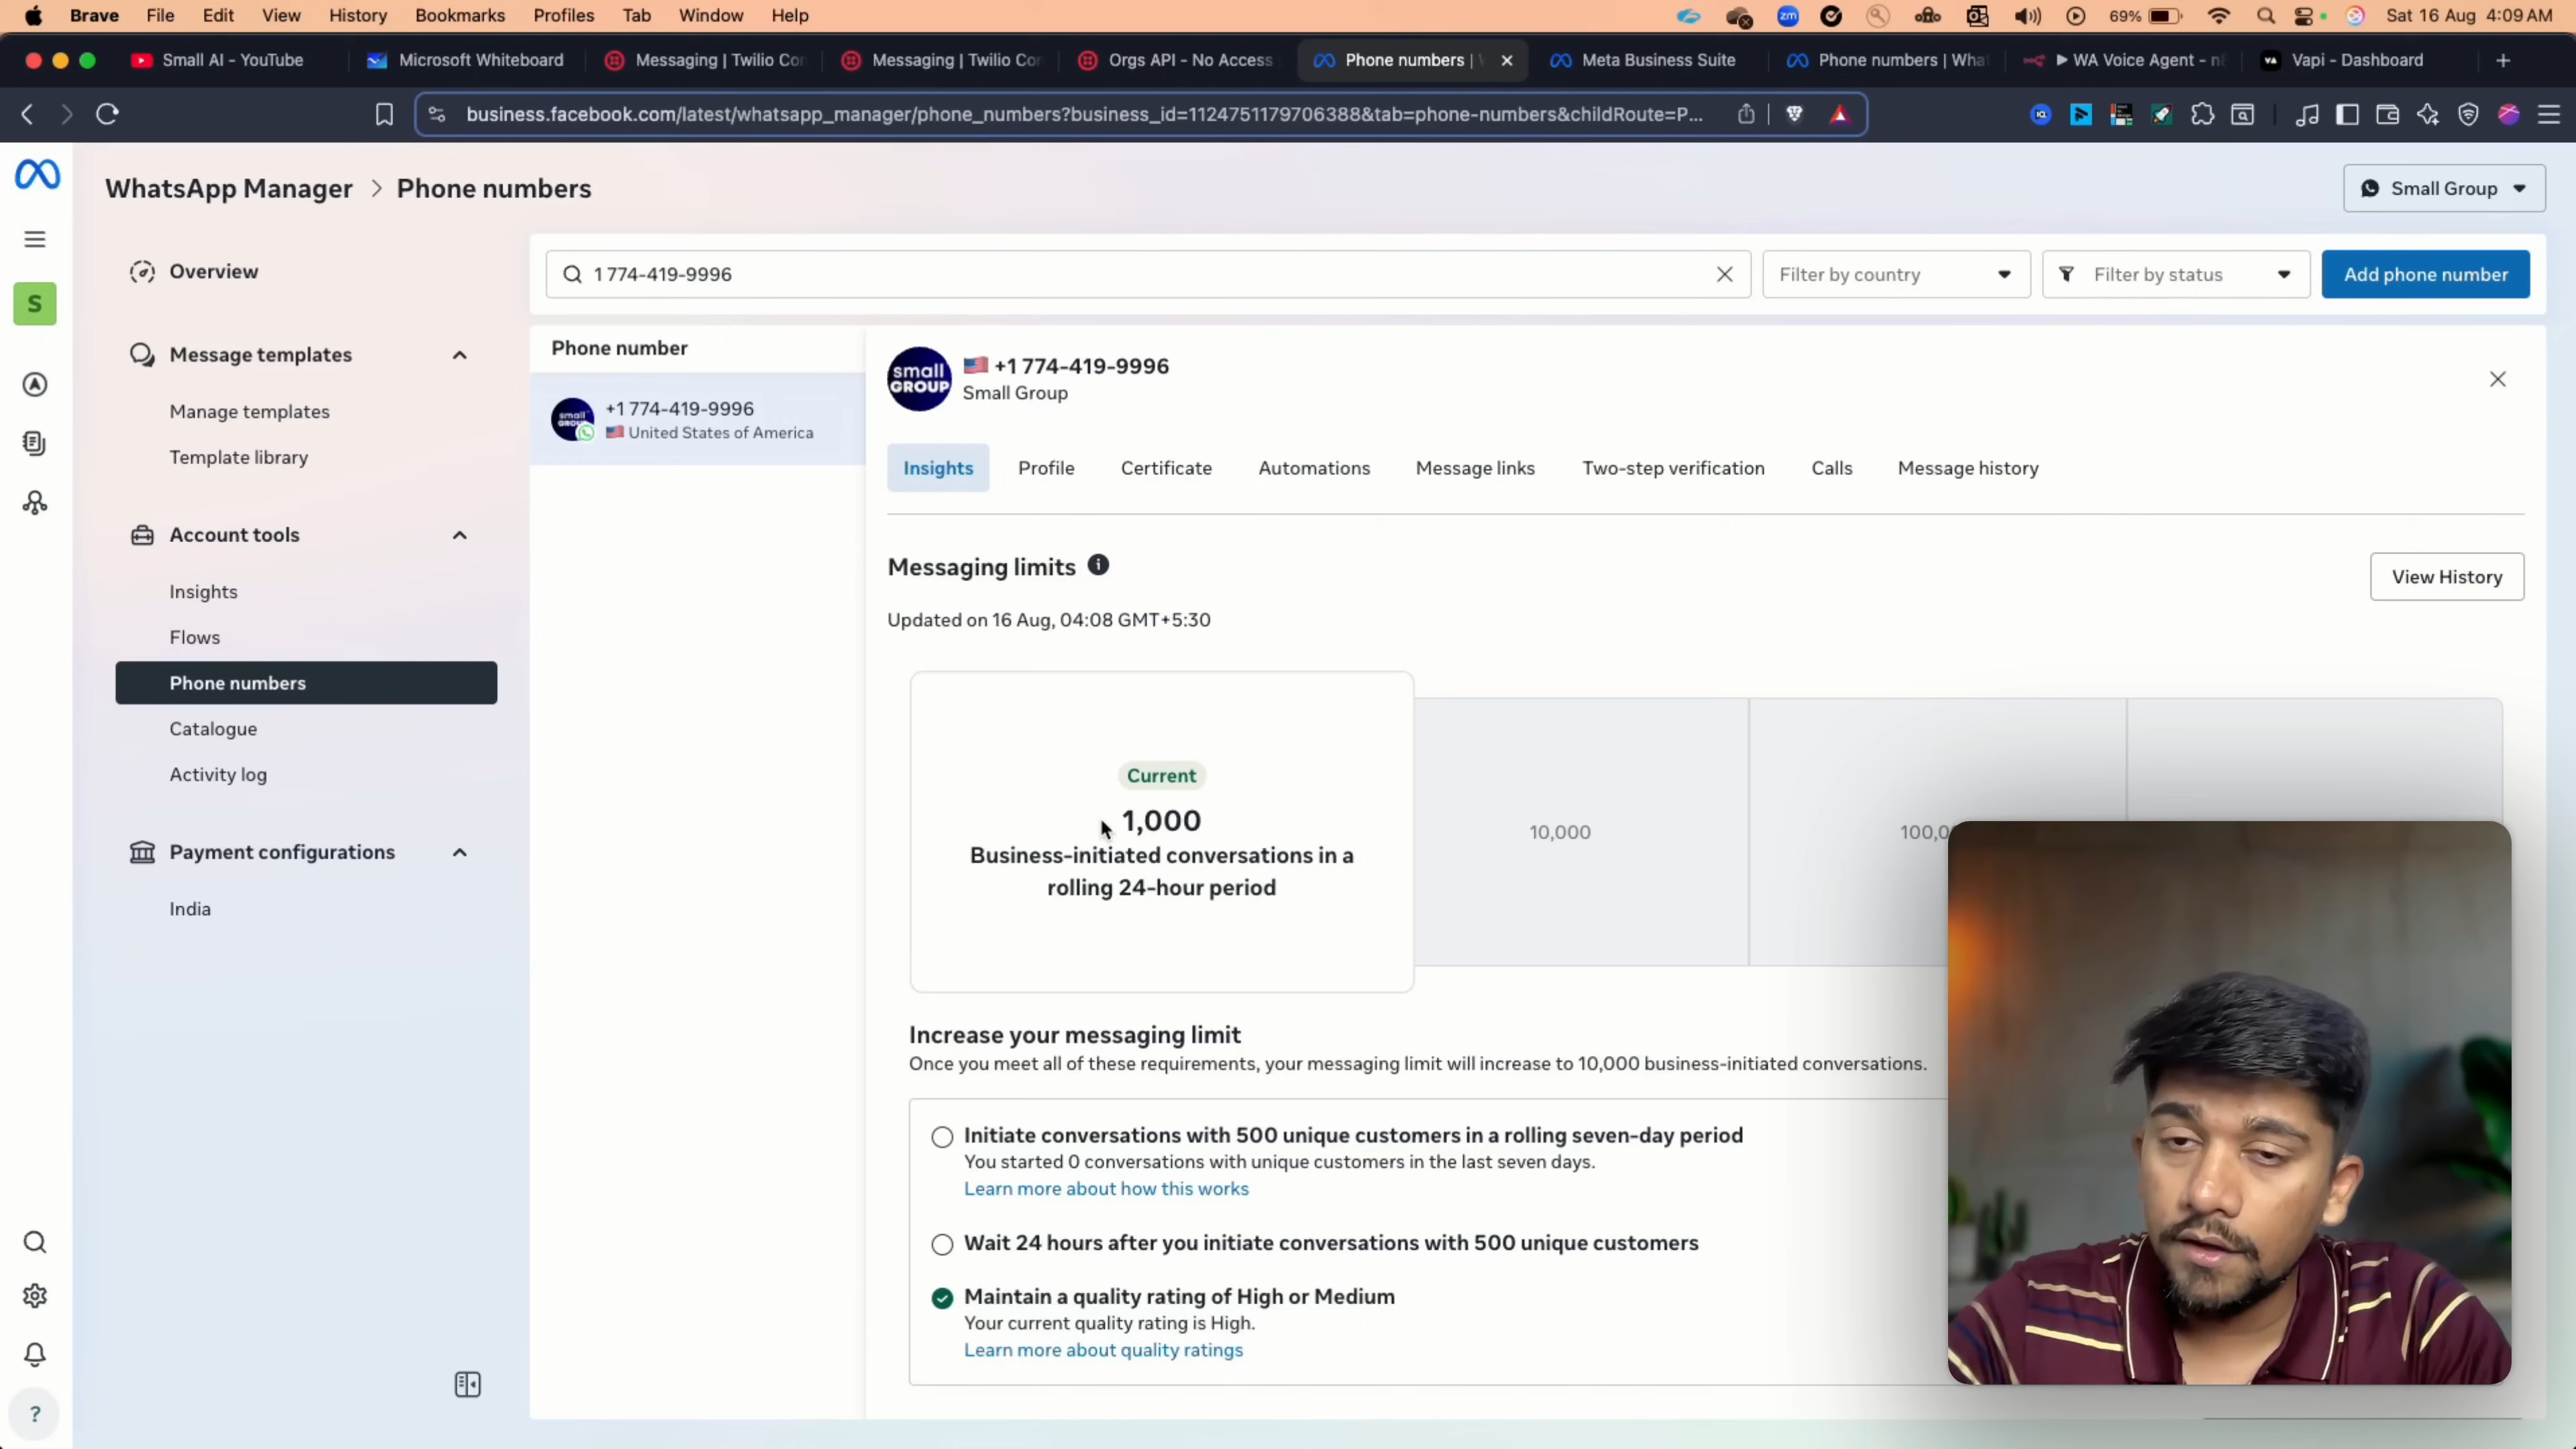 Brave File Edit View History Bookmarks Profiles Tab Window Help 69% Sat 16 Aug 4:09 AM
Small AI - YouTube Microsoft Whiteboard Messaging | Twilio Con Messaging | Twilio Con Orgs API - No Access Phone numbers | Meta Business Suite Phone numbers | Wha WA Voice Agent - n8 Vapi - Dashboard
business.facebook.com/latest/whatsapp_manager/phone_numbers?business_id=1124751179706388&tab=phone-numbers&childRoute=P...
WhatsApp Manager > Phone numbers
Small Group
S
Overview
Message templates
Manage templates
Template library
Account tools
Insights
Flows
Phone numbers
Catalogue
Activity log
Payment configurations
India
1 774-419-9996
Filter by country
Filter by status
Add phone number
Phone number
small GROUP
+1 774-419-9996
United States of America
small GROUP
+1 774-419-9996
Small Group
Insights Profile Certificate Automations Message links Two-step verification Calls Message history
Messaging limits
View History
Updated on 16 Aug, 04:08 GMT+5:30
Current
1,000
Business-initiated conversations in a
rolling 24-hour period
10,000
Increase your messaging limit
Once you meet all of these requirements, your messaging limit will increase to 10,000 business-initiated conversations.
Initiate conversations with 500 unique customers in a rolling seven-day period
You started 0 conversations with unique customers in the last seven days.
Learn more about how this works
Wait 24 hours after you initiate conversations with 500 unique customers
Maintain a quality rating of High or Medium
Your current quality rating is High.
Learn more about quality ratings